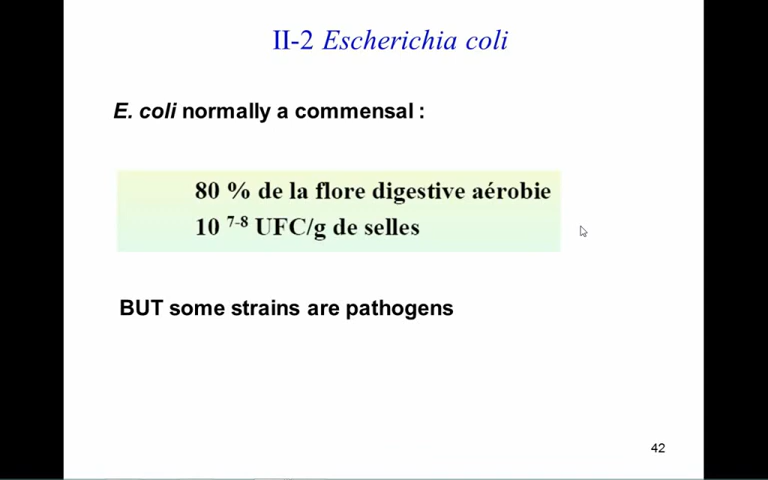 II-2 Escherichia coli
E. coli normally a commensal :
80 % de la flore digestive aérobie
10 7-8 UFC/g de selles
BUT some strains are pathogens
42